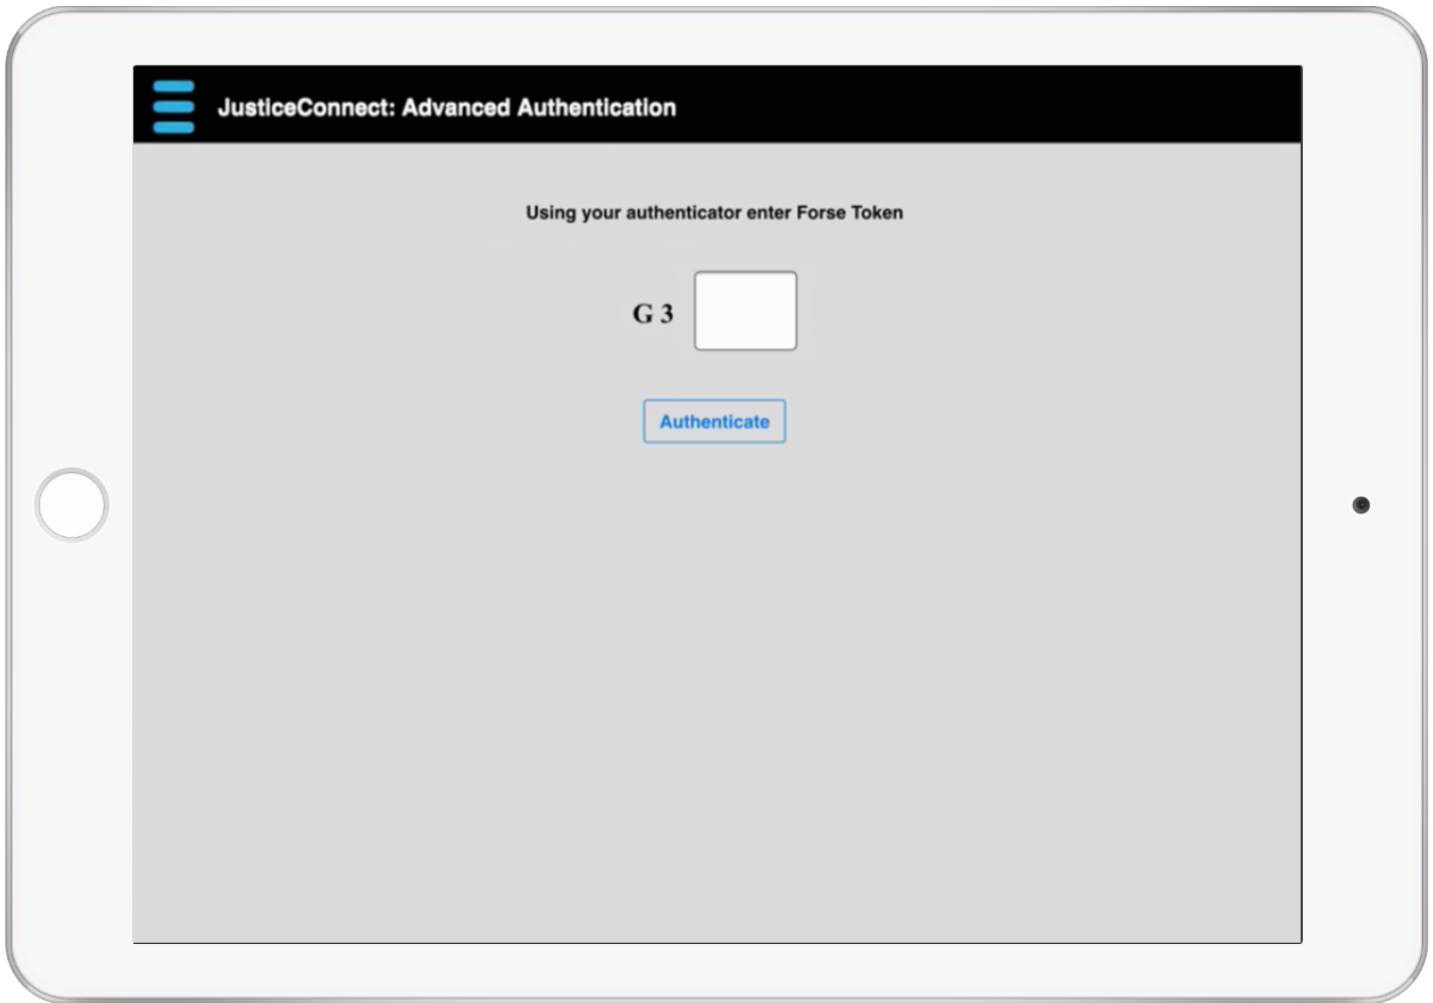 JusticeConnect: Advanced Authentication
Using your authenticator enter Forse Token
G 3
Authenticate